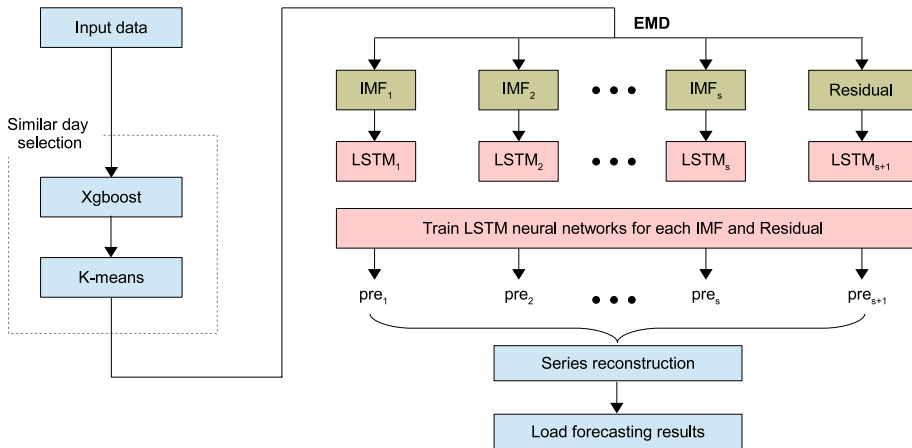 Input data
Similar day
selection
Xgboost
K-means
EMD
IMF₁
IMF₂
IMFₛ
Residual
LSTM₁
LSTM₂
LSTMₛ
LSTMₛ₊₁
Train LSTM neural networks for each IMF and Residual
pre₁
pre₂
preₛ
preₛ₊₁
Series reconstruction
Load forecasting results